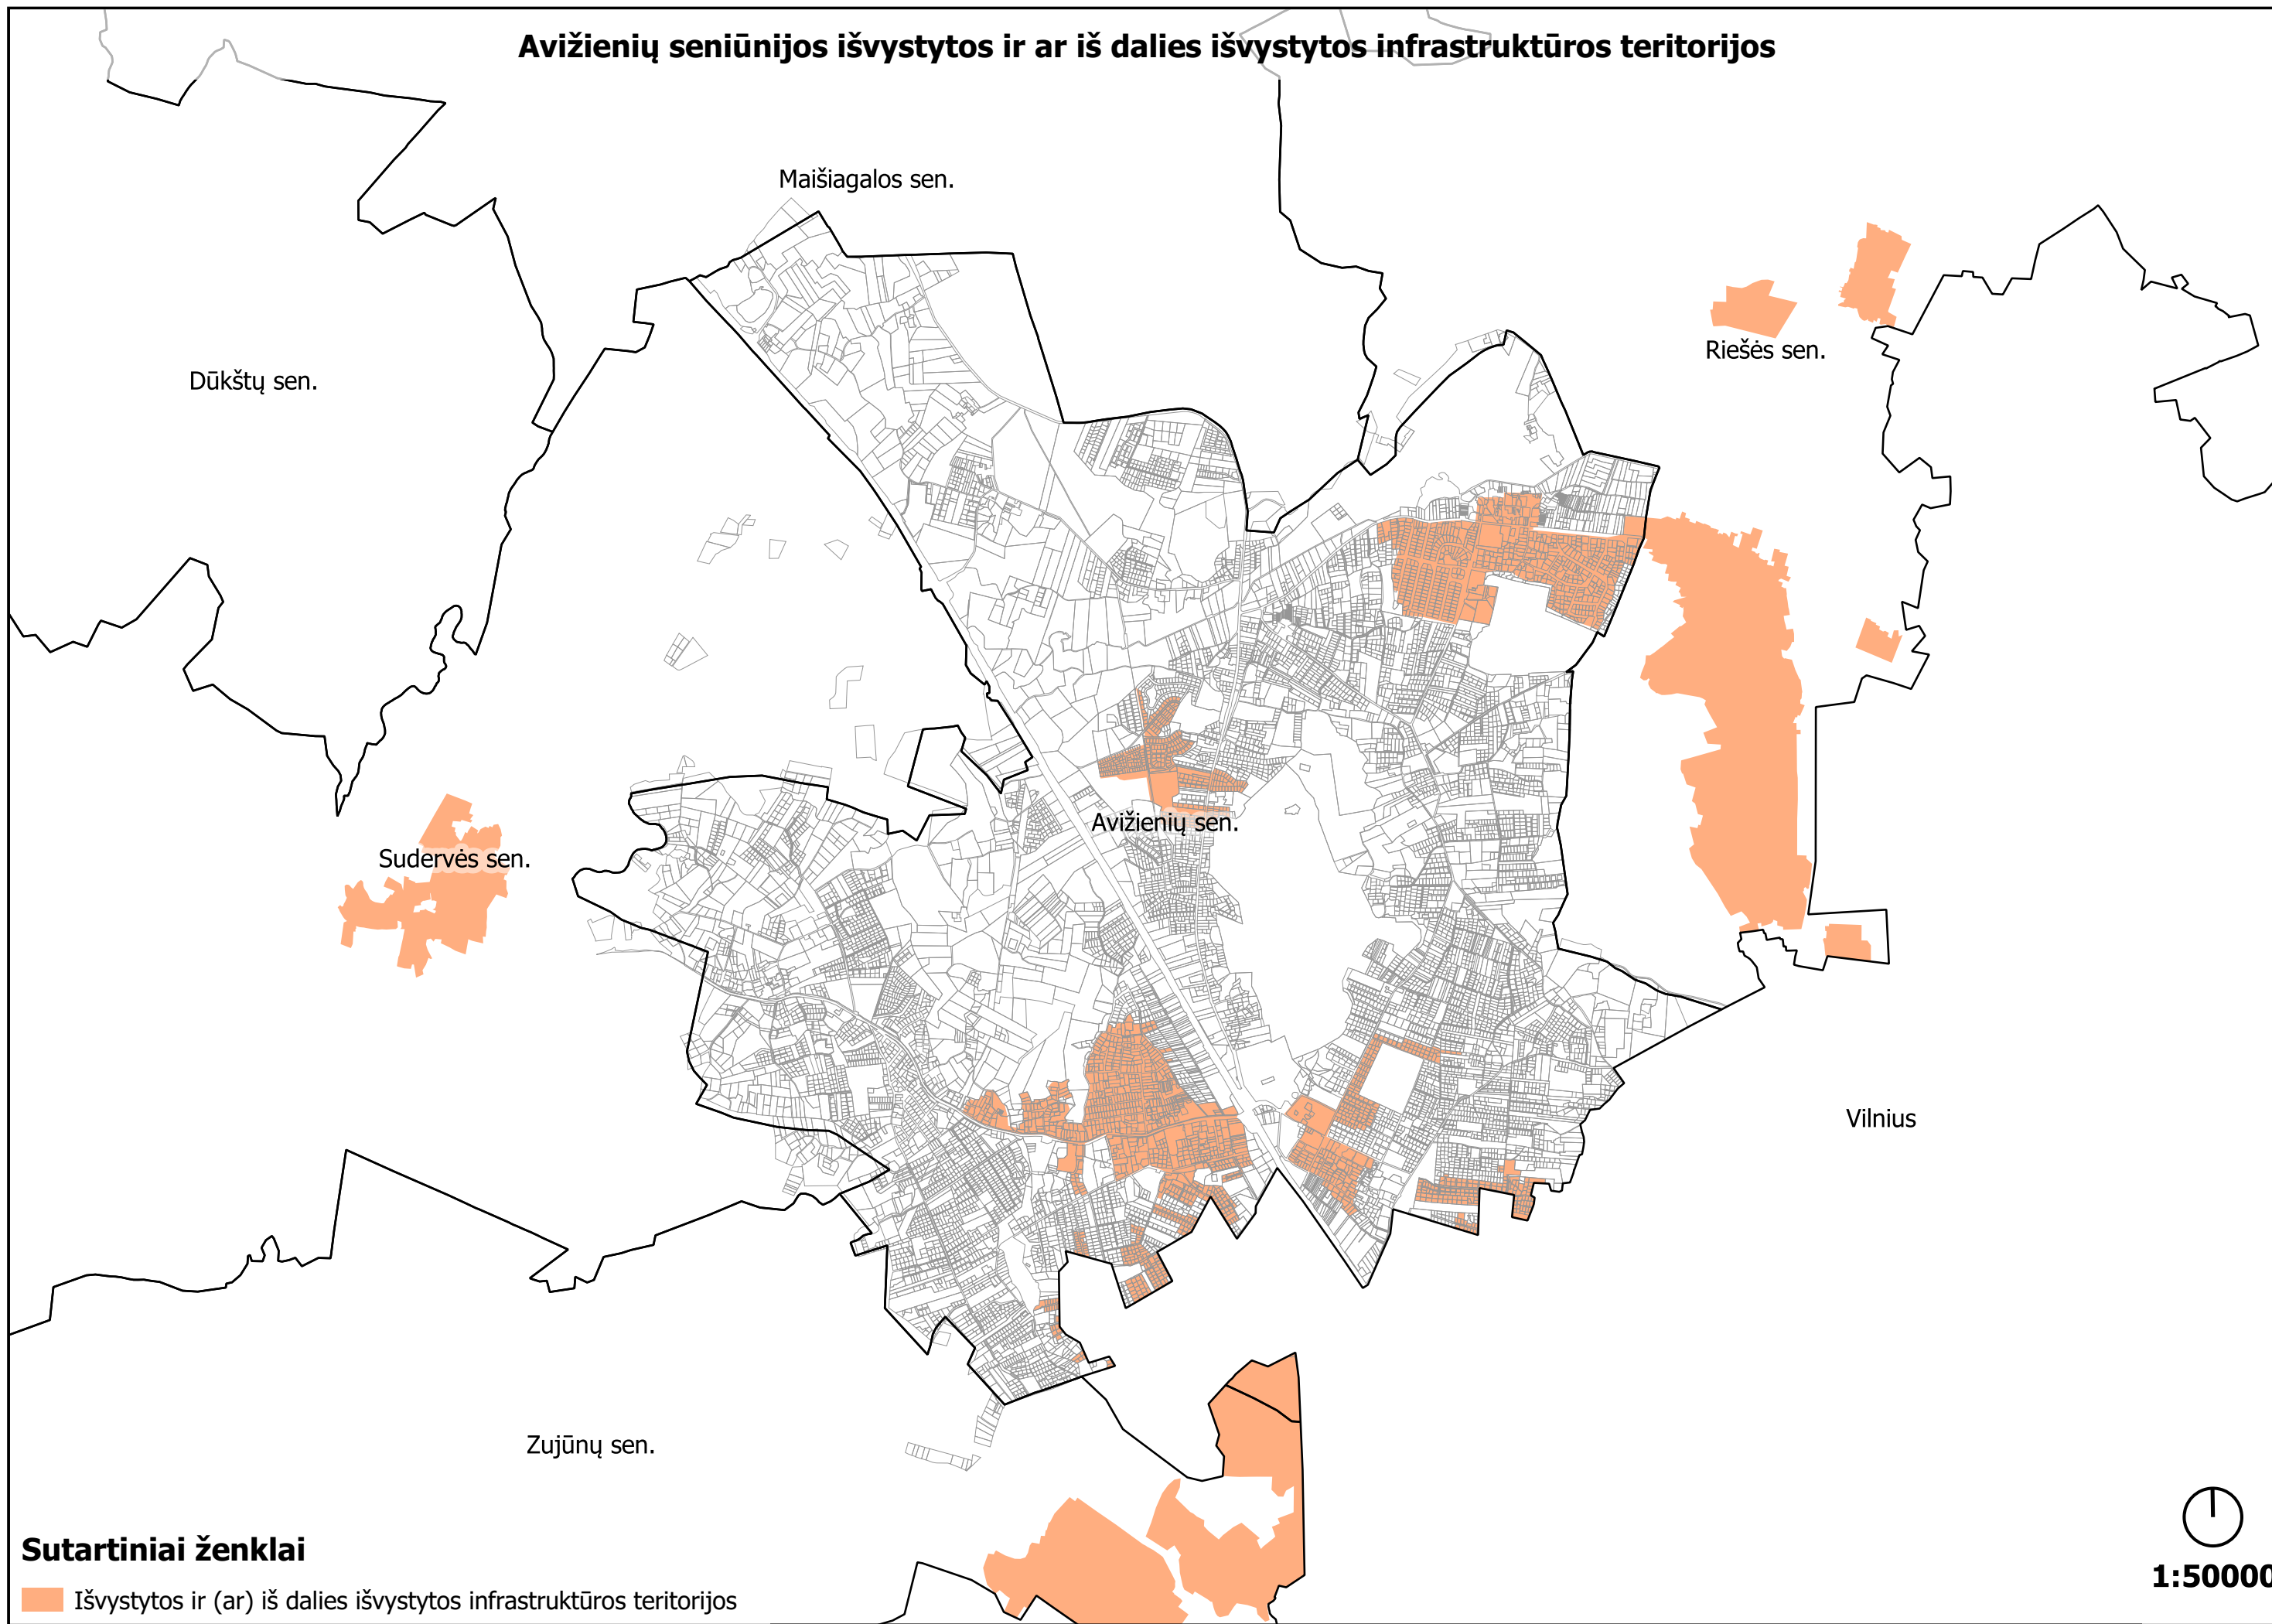 Avižienių seniūnijos išvystytos ir ar iš dalies išvystytos infrastruktūros teritorijos
Maišiagalos sen.
Riešės sen.
Dūkštų sen.
Avižienių sen.
Sudervės sen.
Vilnius
Zujūnų sen.
Sutartiniai ženklai
Išvystytos ir (ar) iš dalies išvystytos infrastruktūros teritorijos
1:50000